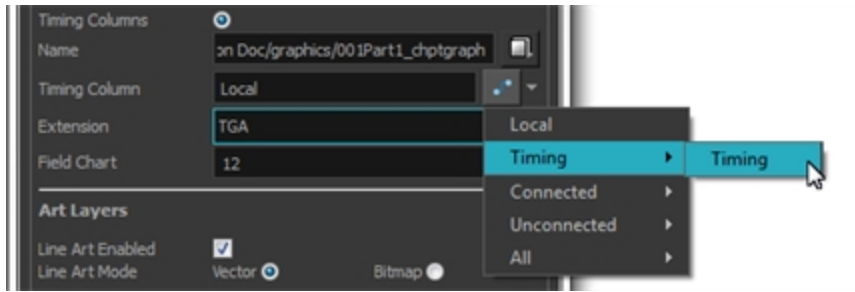 Timing Columns
Name on Doc/graphics/001Part1_chptgraph
Timing Column Local
Extension TGA
Field Chart 12
Local
Timing Timing
Connected
Unconnected
All
Art Layers
Line Art Enabled
Line Art Mode Vector Bitmap